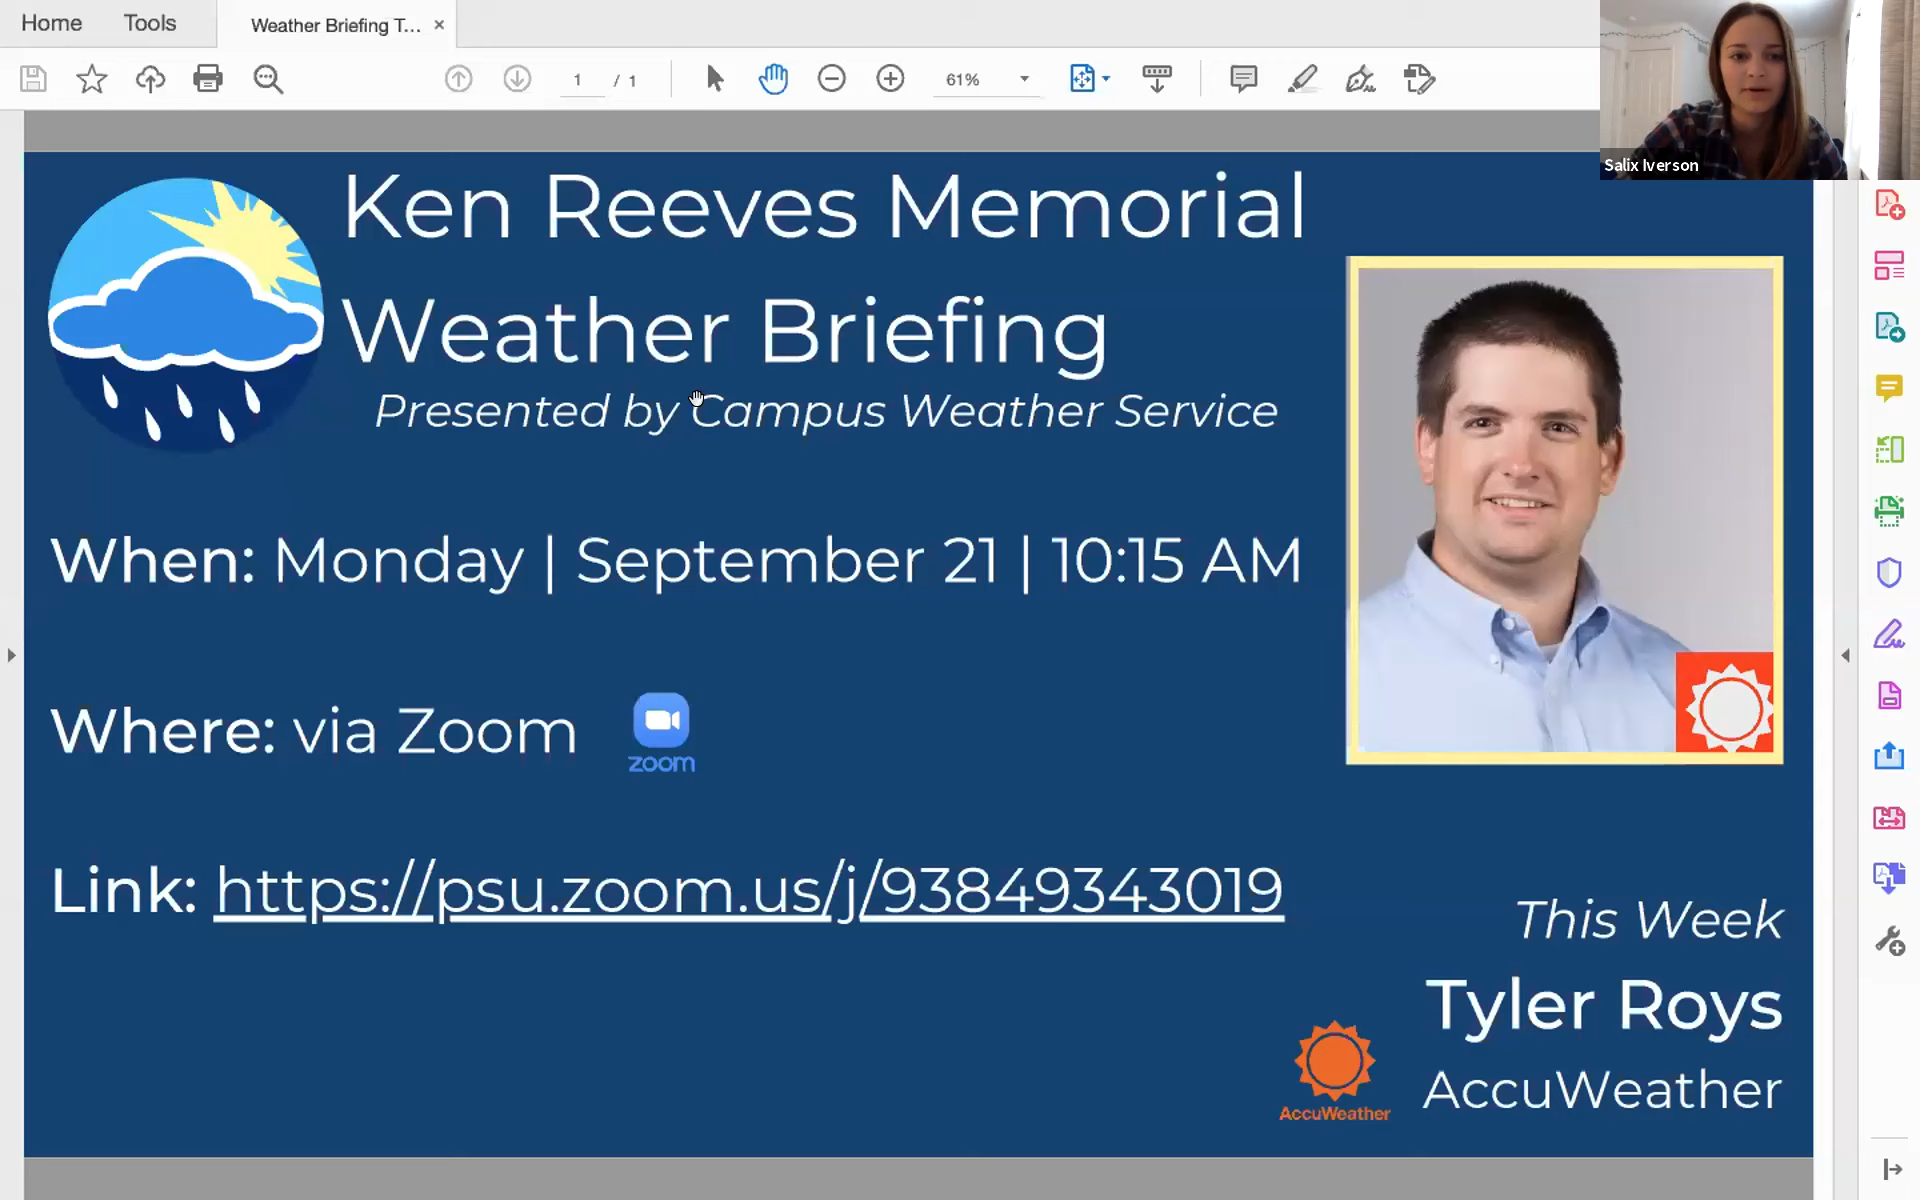 Home
Tools
Weather Briefing T...
1 / 1
61%
Salix Iverson
Ken Reeves Memorial
Weather Briefing
Presented by Campus Weather Service
When: Monday | September 21 | 10:15 AM
Where: via Zoom
zoom
Link: https://psu.zoom.us/j/93849343019
This Week
Tyler Roys
AccuWeather
AccuWeather